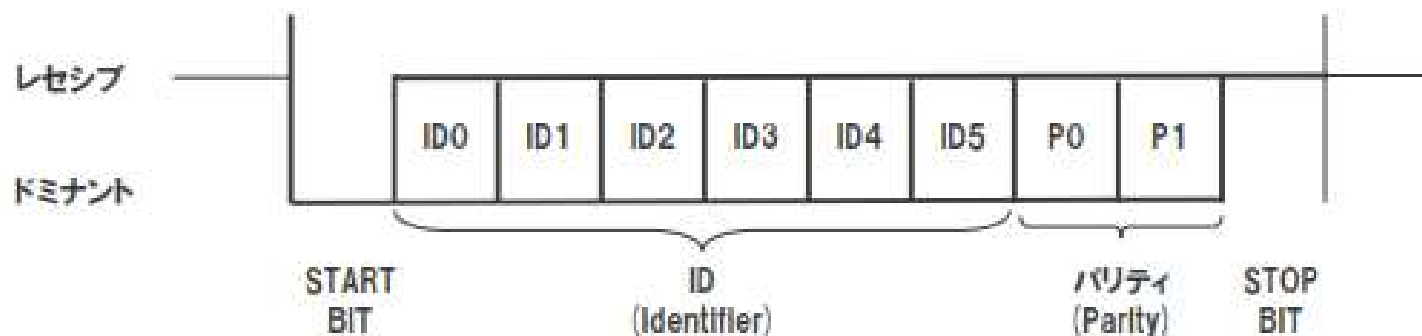 レセシブ
ID0 ID1 ID2 ID3 ID4 ID5 P0 P1
ドミナント
START
BIT
ID
(Identifier)
パリティ
(Parity)
STOP
BIT